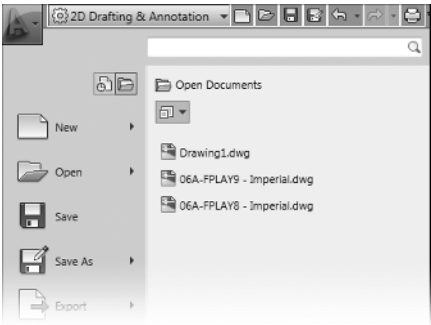 2D Drafting & Annotation
Open Documents
New
Drawing1.dwg
Open
06A-FPLAY9 - Imperial.dwg
06A-FPLAY8 - Imperial.dwg
Save
Save As
Export